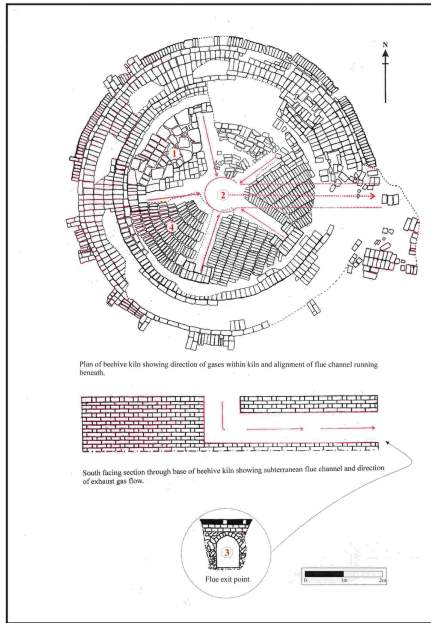 N
1
2
4
Plan of beehive kiln showing direction of gases within kiln and alignment of flue channel running
beneath.
South facing section through base of beehive kiln showing subterranean flue channel and direction
of exhaust gas flow.
3
Flue exit point
0 1m 2m